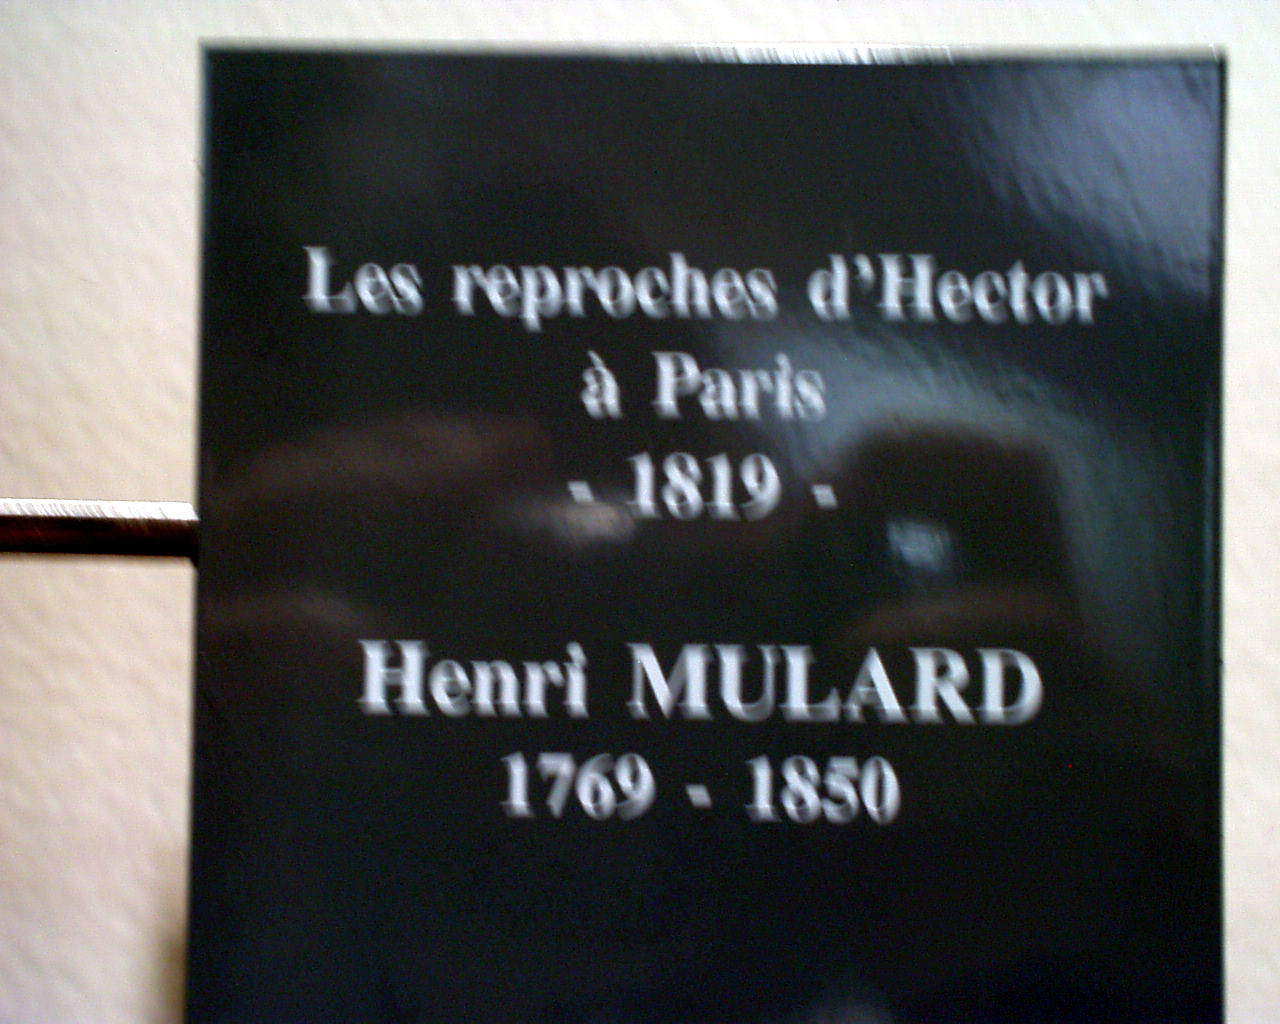 Les reproches d'Hector
à Paris
- 1819 -
Henri MULARD
1769 - 1850